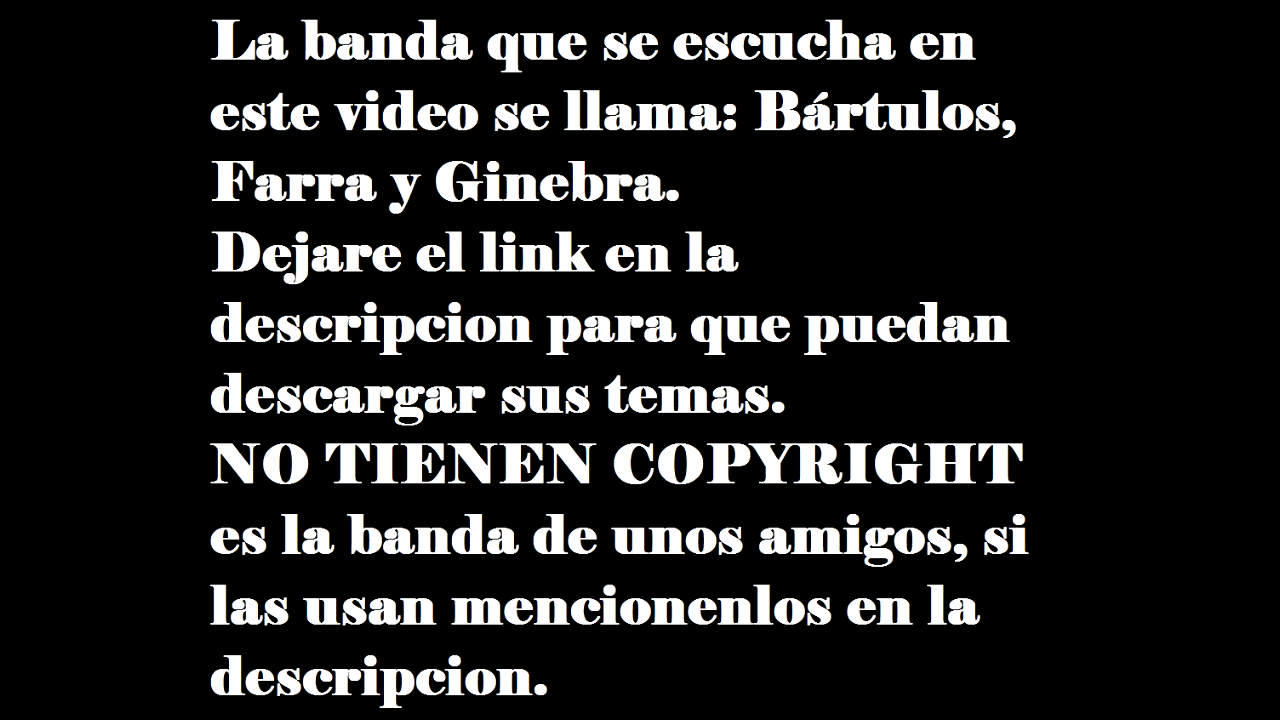 La banda que se escucha en
este video se llama: Bártulos,
Farra y Ginebra.
Dejare el link en la
descripcion para que puedan
descargar sus temas.
NO TIENEN COPYRIGHT
es la banda de unos amigos, si
las usan mencionenlos en la
descripcion.